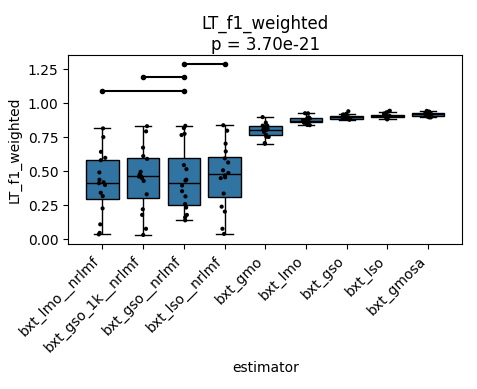 LT_f1_weighted
p = 3.70e-21
LT_f1_weighted
1.25
1.00
0.75
0.50
0.25
0.00
bxt_lmo__nrlmf
bxt_gso_1k__nrlmf
bxt_gso__nrlmf
bxt_lso__nrlmf
bxt_gmo
bxt_lmo
bxt_gso
bxt_lso
bxt_gmosa
estimator